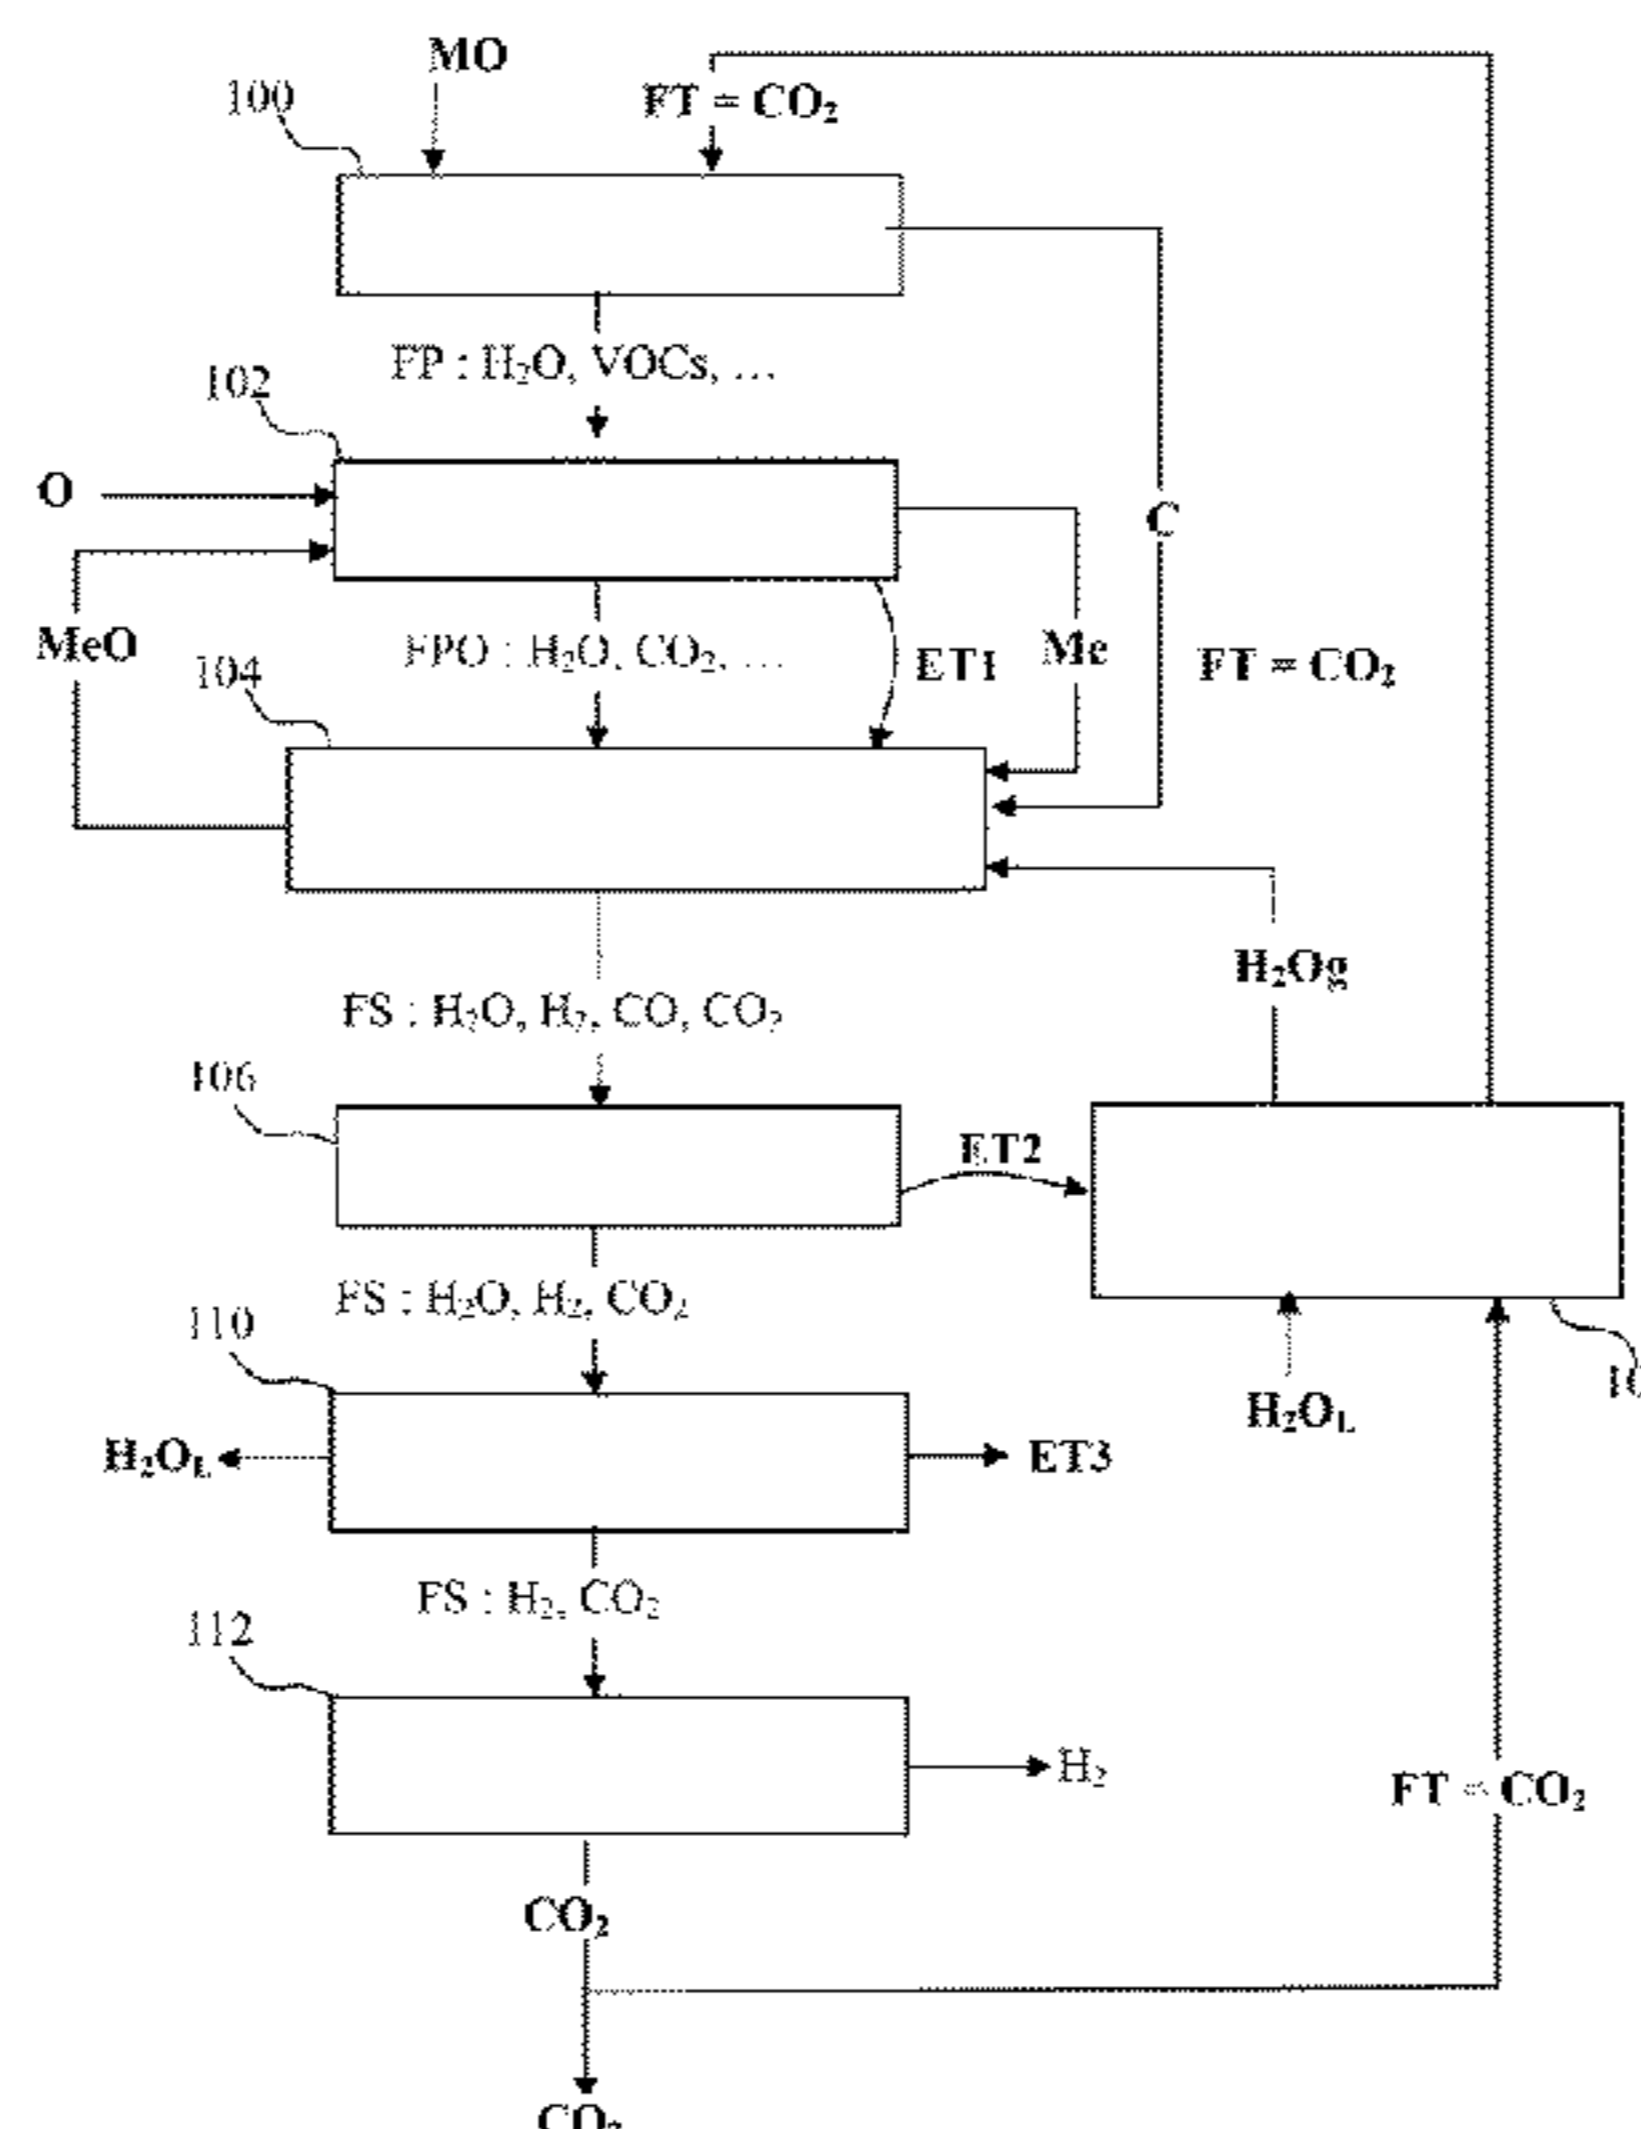 MO
100
FT = CO₂
FP : H₂O, VOCs, ...
102
O
C
MeO
FPO : H₂O, CO₂, ...
ET1
Me
FT = CO₂
104
H₂Og
FS : H₂O, H₂, CO, CO₂
106
ET2
FS : H₂O, H₂, CO₂
110
H₂O_L
H₂O_L
ET3
FS : H₂, CO₂
112
H₂
FT = CO₂
CO₂
CO₂